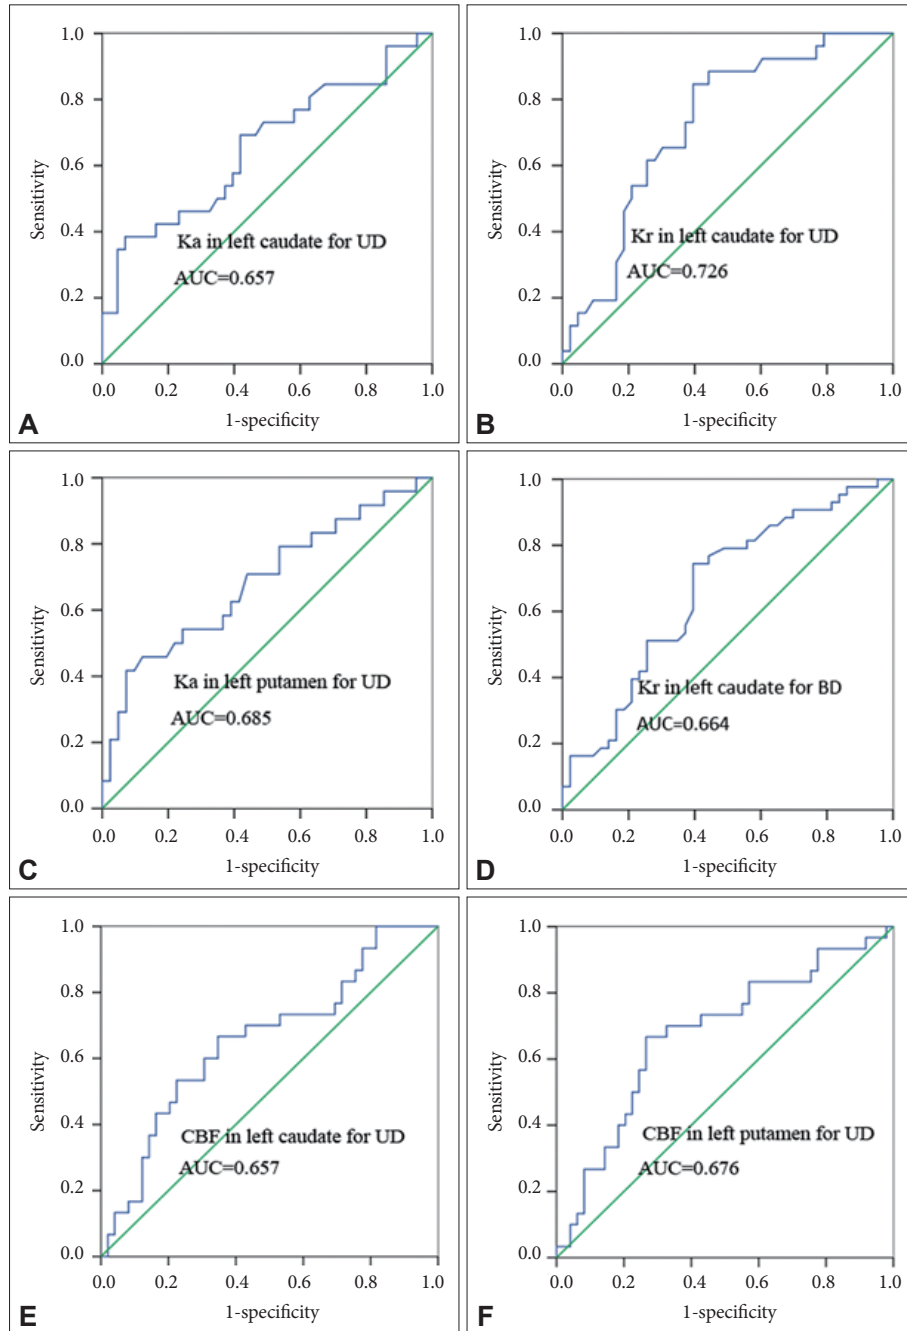 1.0
0.8
0.6
0.4
0.2
0.0
Sensitivity
Ka in left caudate for UD
AUC=0.657
0.0 0.2 0.4 0.6 0.8 1.0
1-specificity
A
1.0
0.8
0.6
0.4
0.2
0.0
Sensitivity
Kr in left caudate for UD
AUC=0.726
0.0 0.2 0.4 0.6 0.8 1.0
1-specificity
B
1.0
0.8
0.6
0.4
0.2
0.0
Sensitivity
Ka in left putamen for UD
AUC=0.685
0.0 0.2 0.4 0.6 0.8 1.0
1-specificity
C
1.0
0.8
0.6
0.4
0.2
0.0
Sensitivity
Kr in left caudate for BD
AUC=0.664
0.0 0.2 0.4 0.6 0.8 1.0
1-specificity
D
1.0
0.8
0.6
0.4
0.2
0.0
Sensitivity
CBF in left caudate for UD
AUC=0.657
0.0 0.2 0.4 0.6 0.8 1.0
1-specificity
E
1.0
0.8
0.6
0.4
0.2
0.0
Sensitivity
CBF in left putamen for UD
AUC=0.676
0.0 0.2 0.4 0.6 0.8 1.0
1-specificity
F